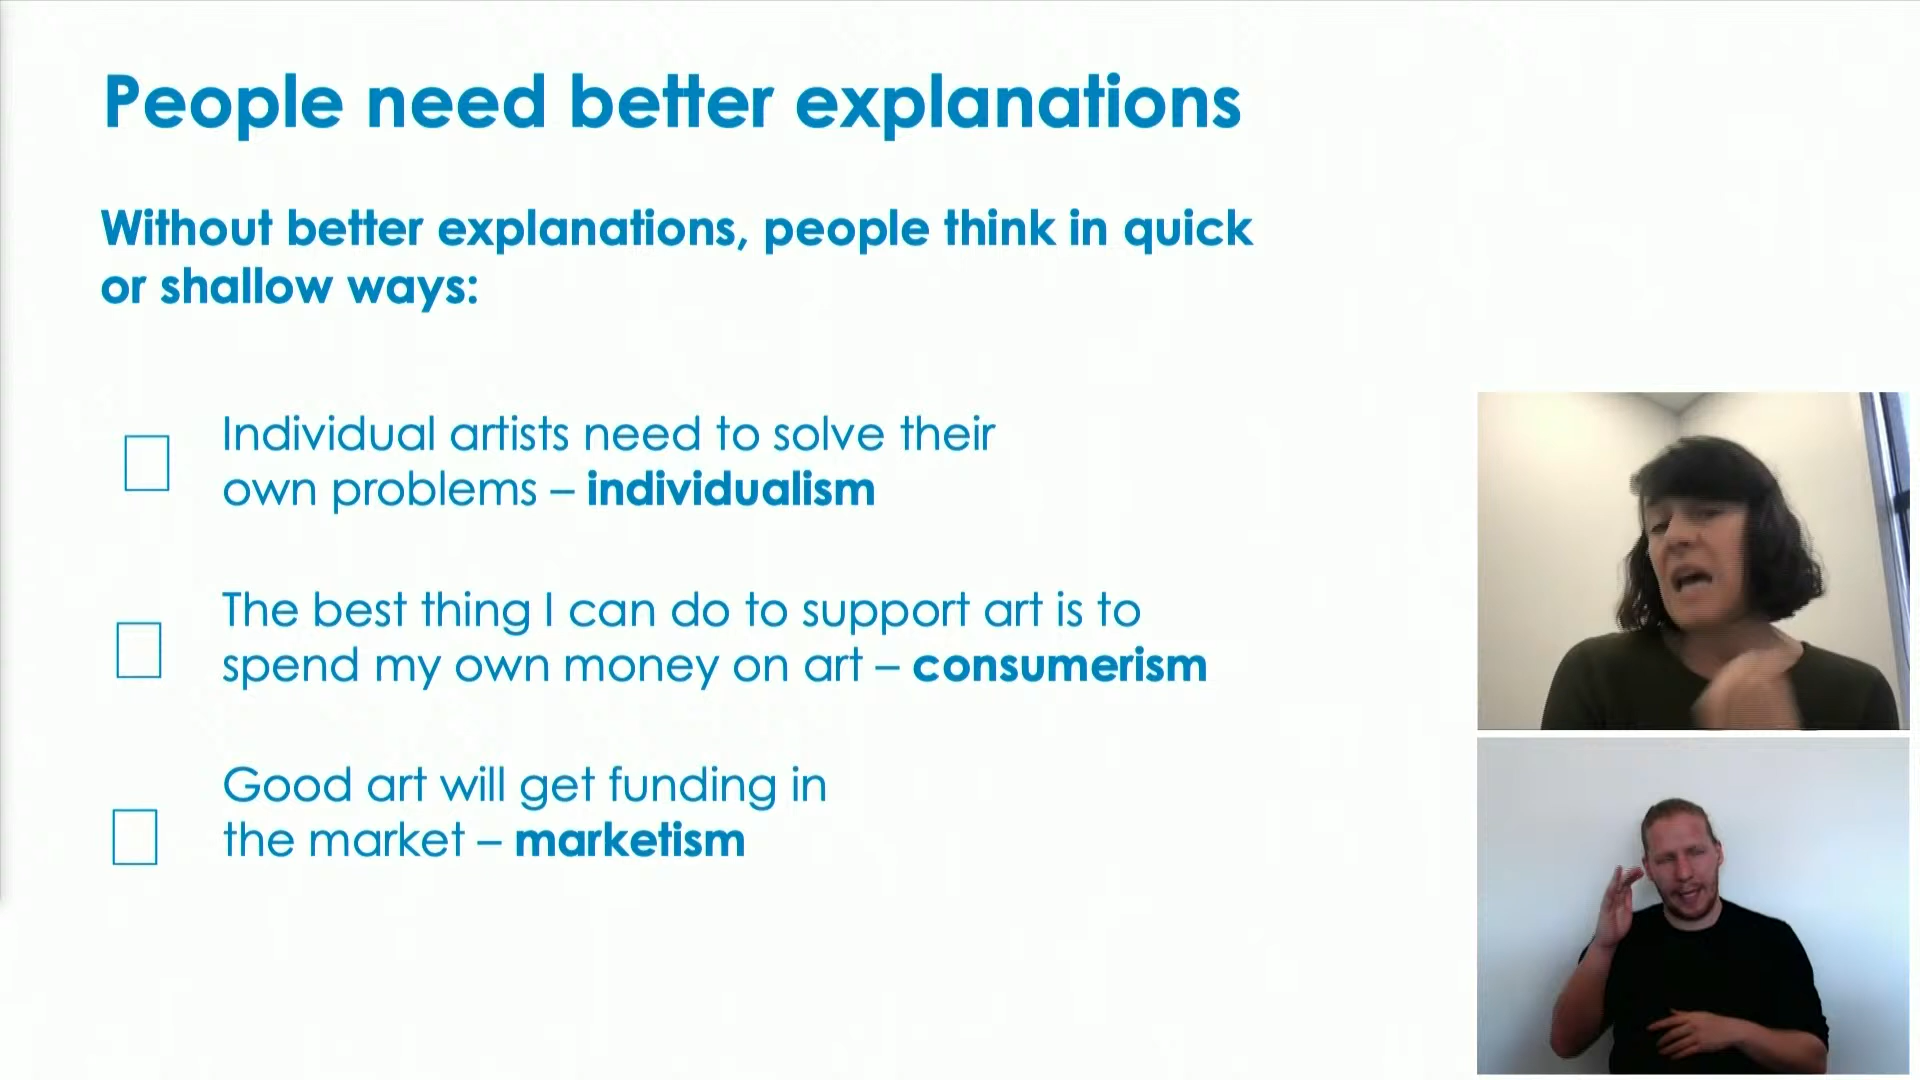 People need better explanations
Without better explanations, people think in quick
or shallow ways:
Individual artists need to solve their
own problems – individualism
The best thing I can do to support art is to
spend my own money on art – consumerism
Good art will get funding in
the market – marketism